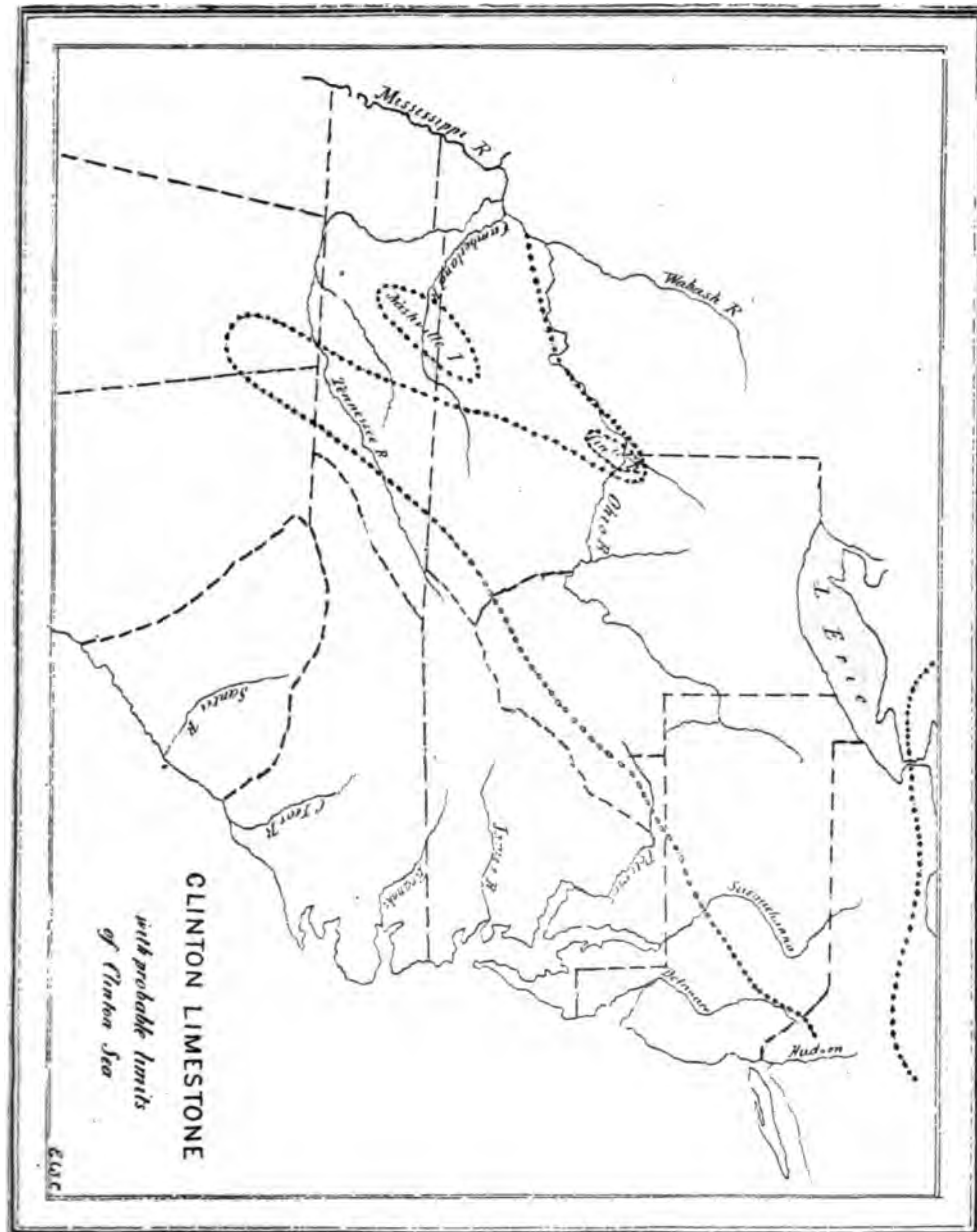 Mississippi R
Wabash R
Cumberland
Nashville I
Tennessee R
Ohio R
L Erie
Santee R
C Fear R
Roanoke
James R
Susquehanna
Delaware
Hudson
CLINTON LIMESTONE
with probable limits
of Clinton Sea
E.W.C.